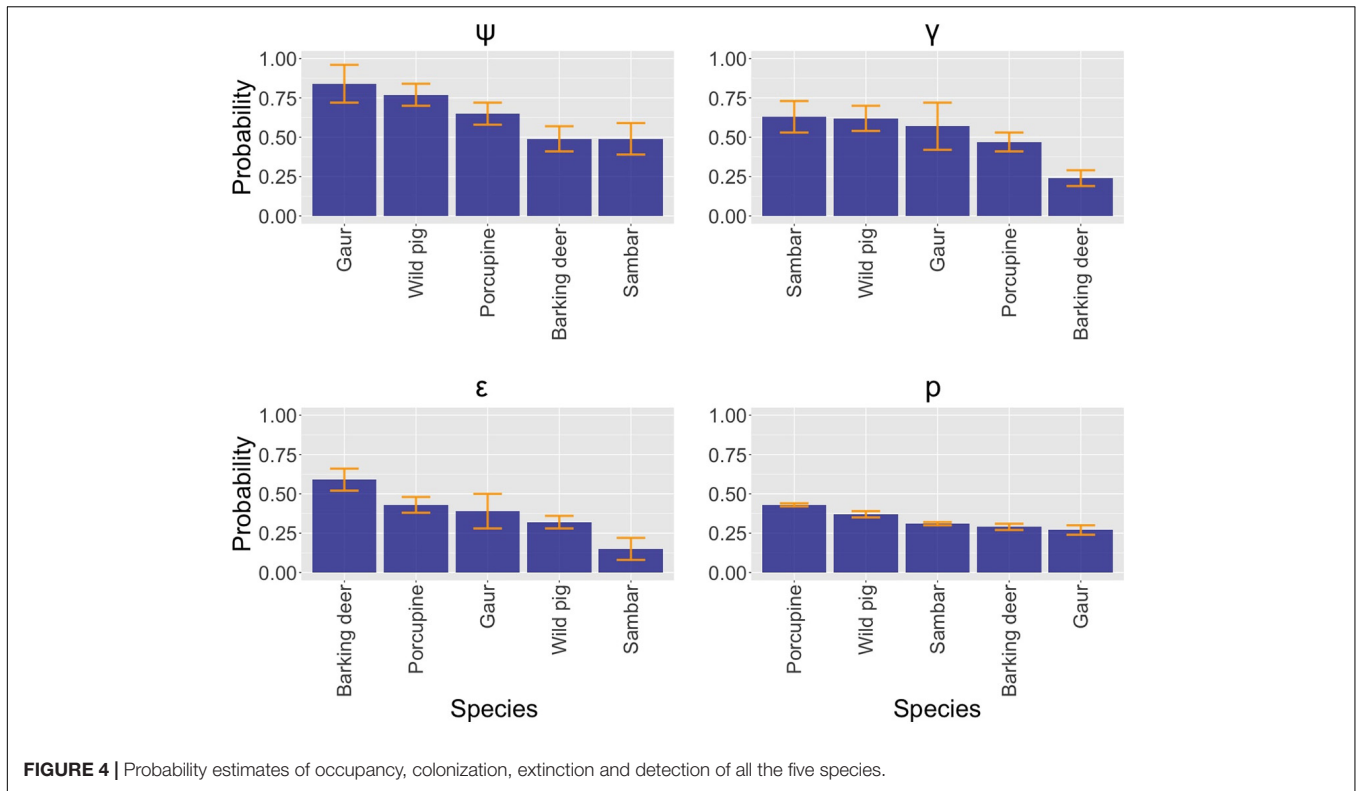 ψ
γ
Probability
1.00
0.75
0.50
0.25
0.00
1.00
0.75
0.50
0.25
0.00
Gaur
Wild pig
Porcupine
Barking deer
Sambar
Sambar
Wild pig
Gaur
Porcupine
Barking deer
ε
p
Probability
1.00
0.75
0.50
0.25
0.00
1.00
0.75
0.50
0.25
0.00
Barking deer
Porcupine
Gaur
Wild pig
Sambar
Porcupine
Wild pig
Sambar
Barking deer
Gaur
Species
Species
FIGURE 4 | Probability estimates of occupancy, colonization, extinction and detection of all the five species.